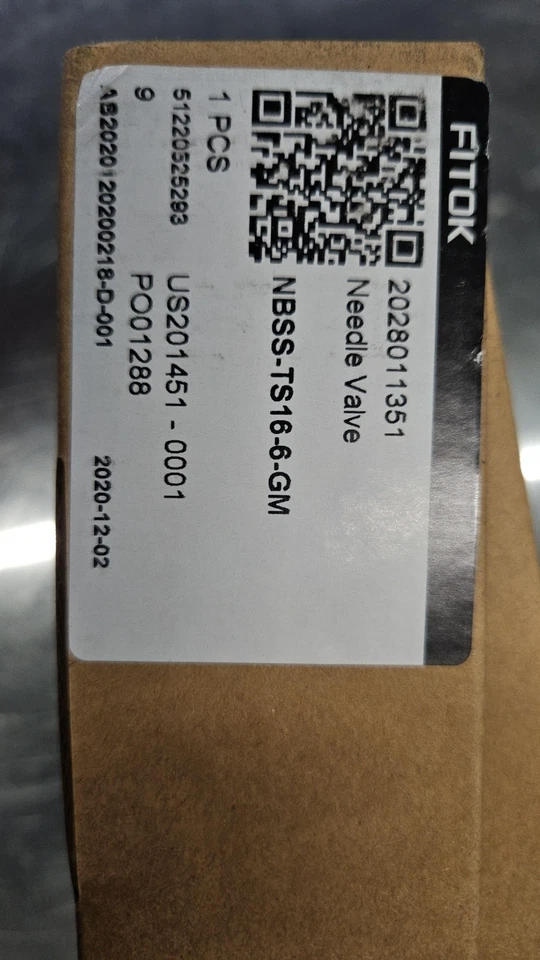 FITOK
2028011351
Needle Valve
NBSS-TS16-6-GM
1 PCS
51220525293 US201451 - 0001
9 PO01288
AB2020120200218-D-001 2020-12-02